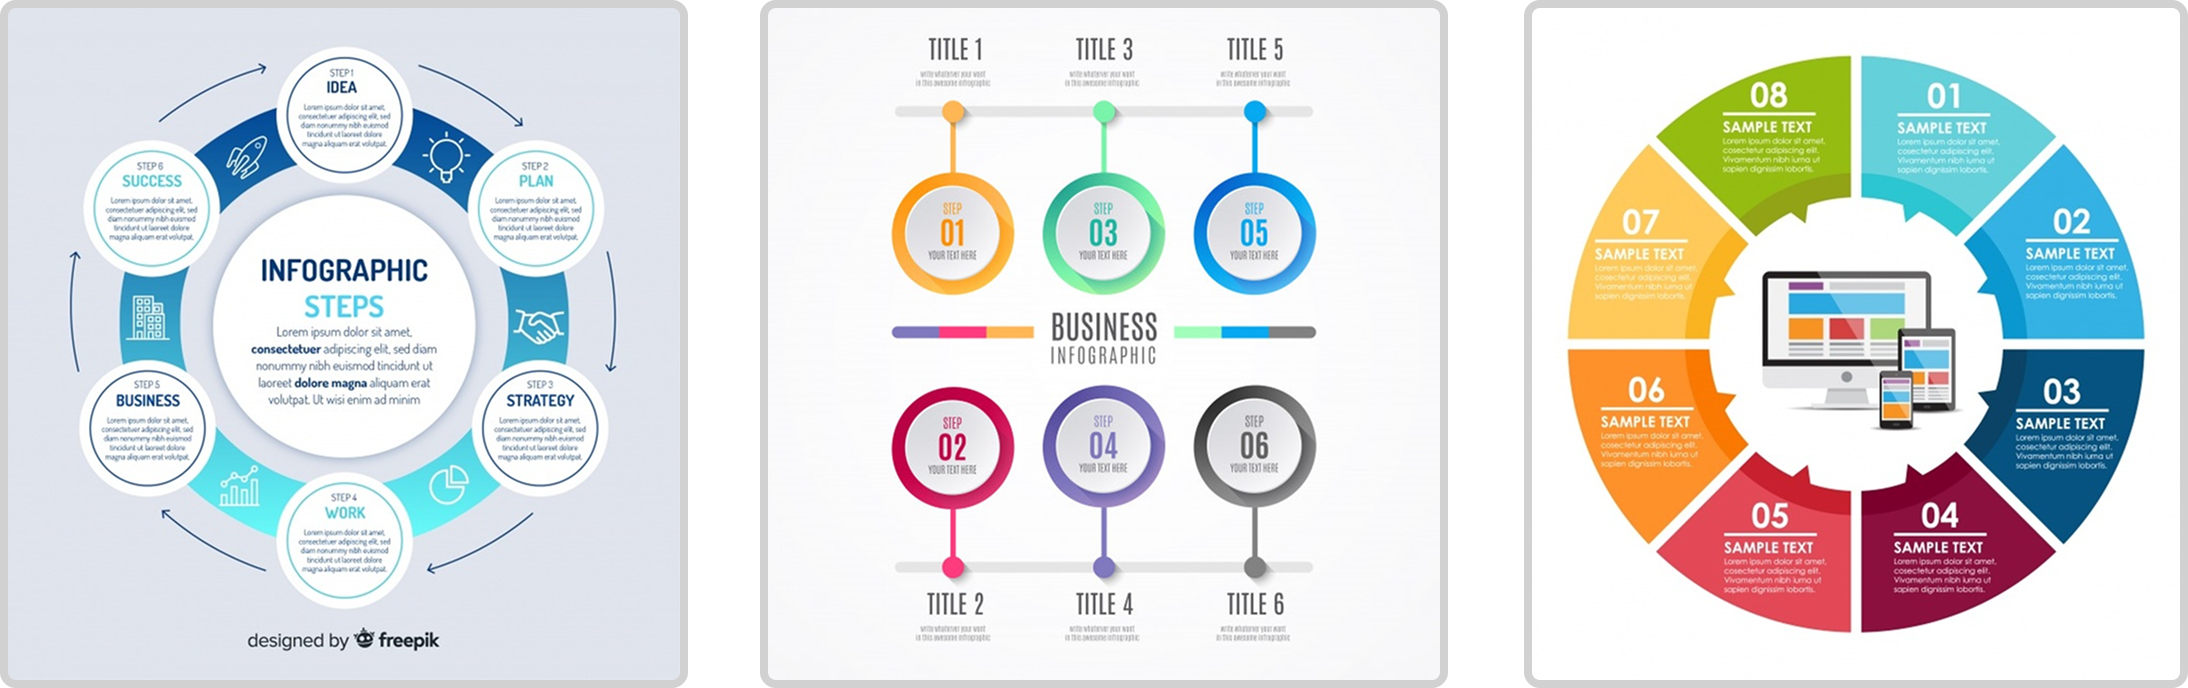 STEP 1
IDEA
Lorem ipsum dolor sit amet,
consectetuer adipiscing elit, sed
diam nonummy nibh euismod
tincidunt ut laoreet dolore
magna aliquam erat volutpat.
STEP 2
PLAN
Lorem ipsum dolor sit amet,
consectetuer adipiscing elit, sed
diam nonummy nibh euismod
tincidunt ut laoreet dolore
magna aliquam erat volutpat.
STEP 3
STRATEGY
Lorem ipsum dolor sit amet,
consectetuer adipiscing elit, sed
diam nonummy nibh euismod
tincidunt ut laoreet dolore
magna aliquam erat volutpat.
STEP 4
WORK
Lorem ipsum dolor sit amet,
consectetuer adipiscing elit, sed
diam nonummy nibh euismod
tincidunt ut laoreet dolore
magna aliquam erat volutpat.
STEP 5
BUSINESS
Lorem ipsum dolor sit amet,
consectetuer adipiscing elit, sed
diam nonummy nibh euismod
tincidunt ut laoreet dolore
magna aliquam erat volutpat.
STEP 6
SUCCESS
Lorem ipsum dolor sit amet,
consectetuer adipiscing elit, sed
diam nonummy nibh euismod
tincidunt ut laoreet dolore
magna aliquam erat volutpat.
INFOGRAPHIC
STEPS
Lorem ipsum dolor sit amet,
consectetuer adipiscing elit, sed diam
nonummy nibh euismod tincidunt ut
laoreet dolore magna aliquam erat
volutpat. Ut wisi enim ad minim
designed by freepik
TITLE 1
write whatever your want
in this awesome infographic
TITLE 3
write whatever your want
in this awesome infographic
TITLE 5
write whatever your want
in this awesome infographic
STEP
01
YOUR TEXT HERE
STEP
03
YOUR TEXT HERE
STEP
05
YOUR TEXT HERE
BUSINESS
INFOGRAPHIC
STEP
02
YOUR TEXT HERE
STEP
04
YOUR TEXT HERE
STEP
06
YOUR TEXT HERE
TITLE 2
write whatever your want
in this awesome infographic
TITLE 4
write whatever your want
in this awesome infographic
TITLE 6
write whatever your want
in this awesome infographic
01
SAMPLE TEXT
Lorem ipsum dolor sit amet,
cosectetur adipiscing elit.
Vivamentum nibh lumu ut
sapien dignissim lobortis.
02
SAMPLE TEXT
Lorem ipsum dolor sit amet,
cosectetur adipiscing elit.
Vivamentum nibh lumu ut
sapien dignissim lobortis.
03
SAMPLE TEXT
Lorem ipsum dolor sit amet,
cosectetur adipiscing elit.
Vivamentum nibh lumu ut
sapien dignissim lobortis.
04
SAMPLE TEXT
Lorem ipsum dolor sit amet,
cosectetur adipiscing elit.
Vivamentum nibh lumu ut
sapien dignissim lobortis.
05
SAMPLE TEXT
Lorem ipsum dolor sit amet,
cosectetur adipiscing elit.
Vivamentum nibh lumu ut
sapien dignissim lobortis.
06
SAMPLE TEXT
Lorem ipsum dolor sit amet,
cosectetur adipiscing elit.
Vivamentum nibh lumu ut
sapien dignissim lobortis.
07
SAMPLE TEXT
Lorem ipsum dolor sit amet,
cosectetur adipiscing elit.
Vivamentum nibh lumu ut
sapien dignissim lobortis.
08
SAMPLE TEXT
Lorem ipsum dolor sit amet,
cosectetur adipiscing elit.
Vivamentum nibh lumu ut
sapien dignissim lobortis.